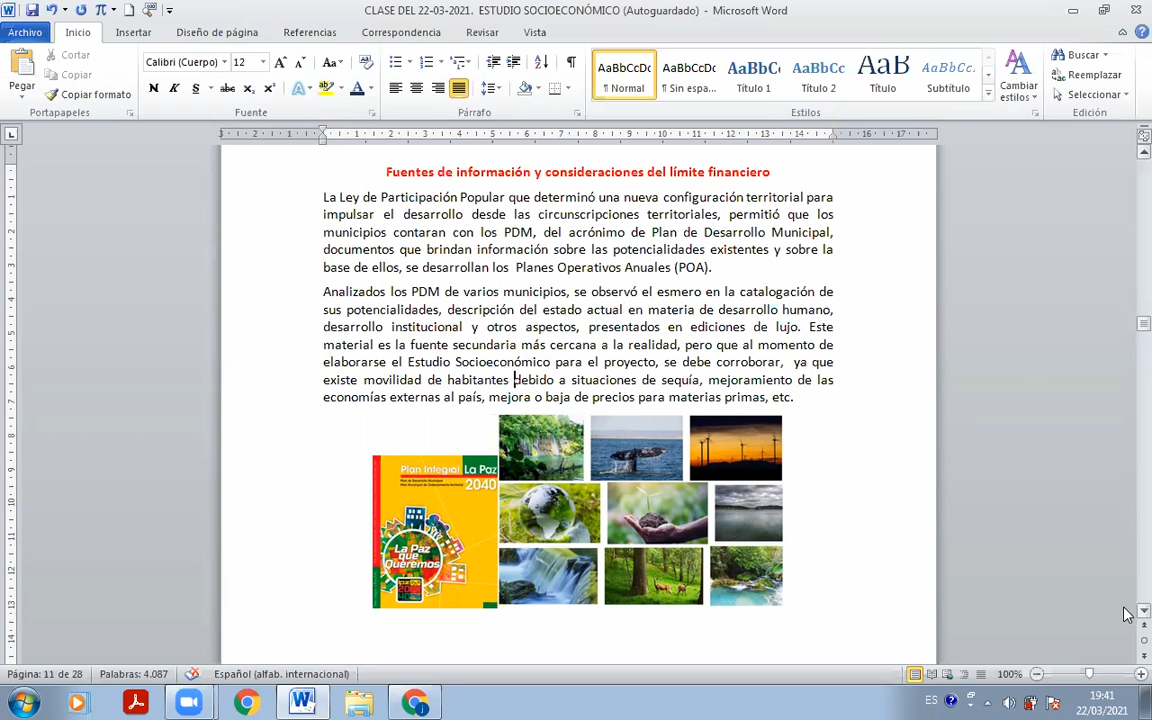 CLASE DEL 22-03-2021. ESTUDIO SOCIOECONÓMICO (Autoguardado) - Microsoft Word
Archivo Inicio Insertar Diseño de página Referencias Correspondencia Revisar Vista
Pegar
Cortar
Copiar
Copiar formato
Portapapeles
Calibri (Cuerpo) 12
Fuente
Párrafo
AaBbCcDc AaBbCcDc AaBbC AaBbCc AaB AaBbCc
¶ Normal ¶ Sin espa... Título 1 Título 2 Título Subtítulo
Cambiar estilos
Estilos
Buscar
Reemplazar
Seleccionar
Edición
Fuentes de información y consideraciones del límite financiero
La Ley de Participación Popular que determinó una nueva configuración territorial para
impulsar el desarrollo desde las circunscripciones territoriales, permitió que los
municipios contaran con los PDM, del acrónimo de Plan de Desarrollo Municipal,
documentos que brindan información sobre las potencialidades existentes y sobre la
base de ellos, se desarrollan los Planes Operativos Anuales (POA).
Analizados los PDM de varios municipios, se observó el esmero en la catalogación de
sus potencialidades, descripción del estado actual en materia de desarrollo humano,
desarrollo institucional y otros aspectos, presentados en ediciones de lujo. Este
material es la fuente secundaria más cercana a la realidad, pero que al momento de
elaborarse el Estudio Socioeconómico para el proyecto, se debe corroborar, ya que
existe movilidad de habitantes debido a situaciones de sequía, mejoramiento de las
economías externas al país, mejora o baja de precios para materias primas, etc.
Plan Integral La Paz
2040
La Paz
que
Queremos
Página: 11 de 28 Palabras: 4.087 Español (alfab. internacional) 100%
ES 19:41
22/03/2021